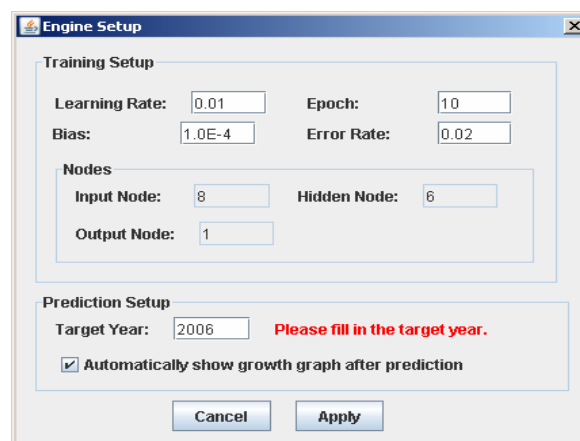 Engine Setup
Training Setup
Learning Rate: 0.01 Epoch: 10
Bias: 1.0E-4 Error Rate: 0.02
Nodes
Input Node: 8 Hidden Node: 6
Output Node: 1
Prediction Setup
Target Year: 2006 Please fill in the target year.
Automatically show growth graph after prediction
Cancel Apply